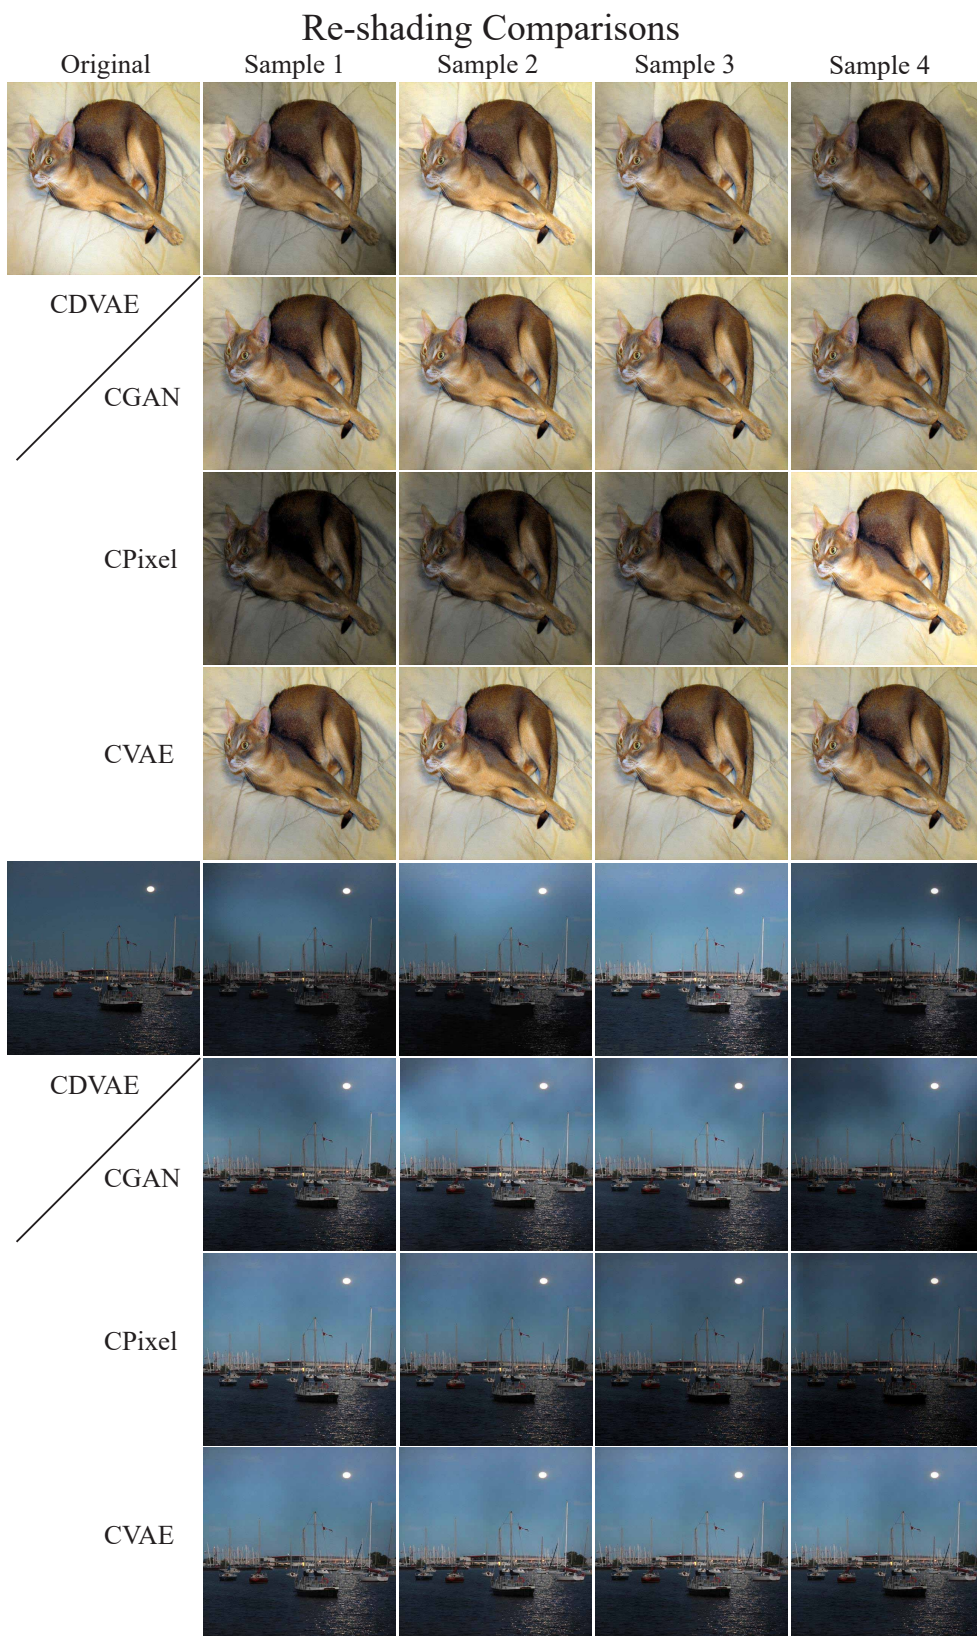 Re-shading Comparisons
Original Sample 1 Sample 2 Sample 3 Sample 4
CDVAE
CGAN
CPixel
CVAE
CDVAE
CGAN
CPixel
CVAE